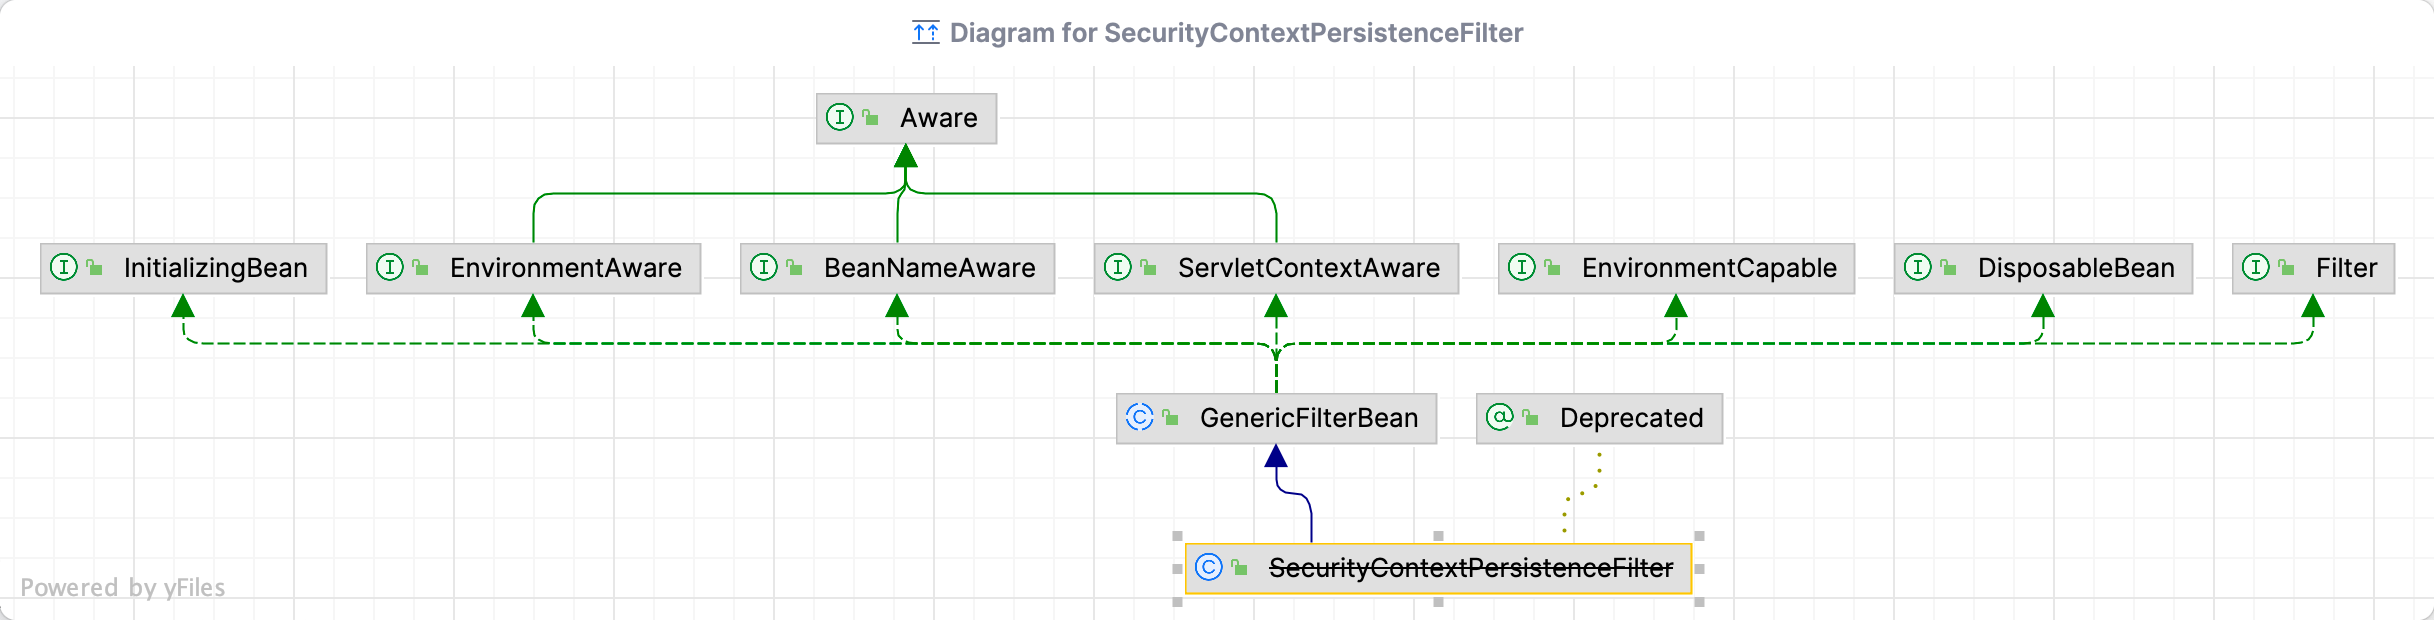 Diagram for SecurityContextPersistenceFilter
Aware
InitializingBean
EnvironmentAware
BeanNameAware
ServletContextAware
EnvironmentCapable
DisposableBean
Filter
GenericFilterBean
Deprecated
SecurityContextPersistenceFilter
Powered by yFiles